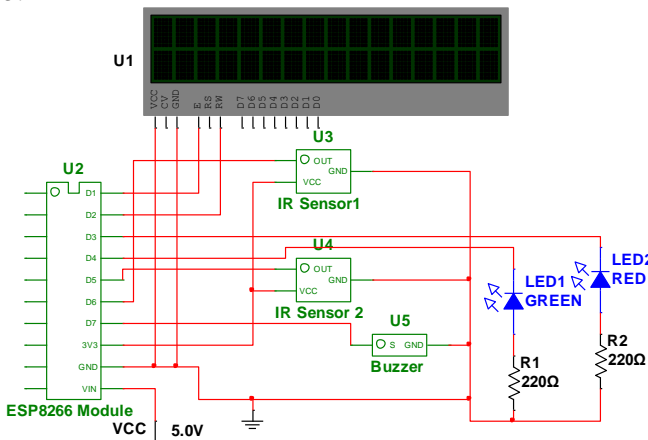 U1
VCC CV GND E RS RW D7 D6 D5 D4 D3 D2 D1 D0
U3
OUT
GND
VCC
IR Sensor1
U2
D1
D2
D3
D4
D5
D6
D7
3V3
GND
VIN
ESP8266 Module
U4
OUT
GND
VCC
IR Sensor 2
U5
S GND
Buzzer
LED1
GREEN
LED2
RED
R1
220Ω
R2
220Ω
VCC 5.0V